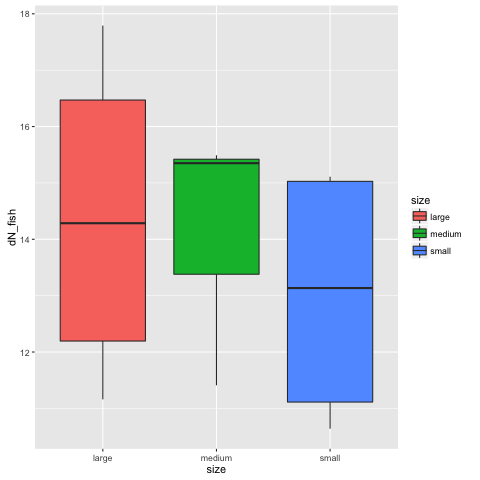 dN_fish
18
16
14
12
large
medium
small
size
size
large
medium
small